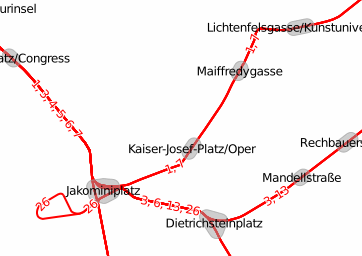 urinsel
Lichtenfelsgasse/Kunstunive
1, 7
atz/Congress
Maiffredygasse
1, 3, 4, 5, 6, 7
Kaiser-Josef-Platz/Oper
Rechbauers
1, 7
Mandellstraße
Jakominiplatz
3, 13
26
26
3, 6, 13, 26
Dietrichsteinplatz